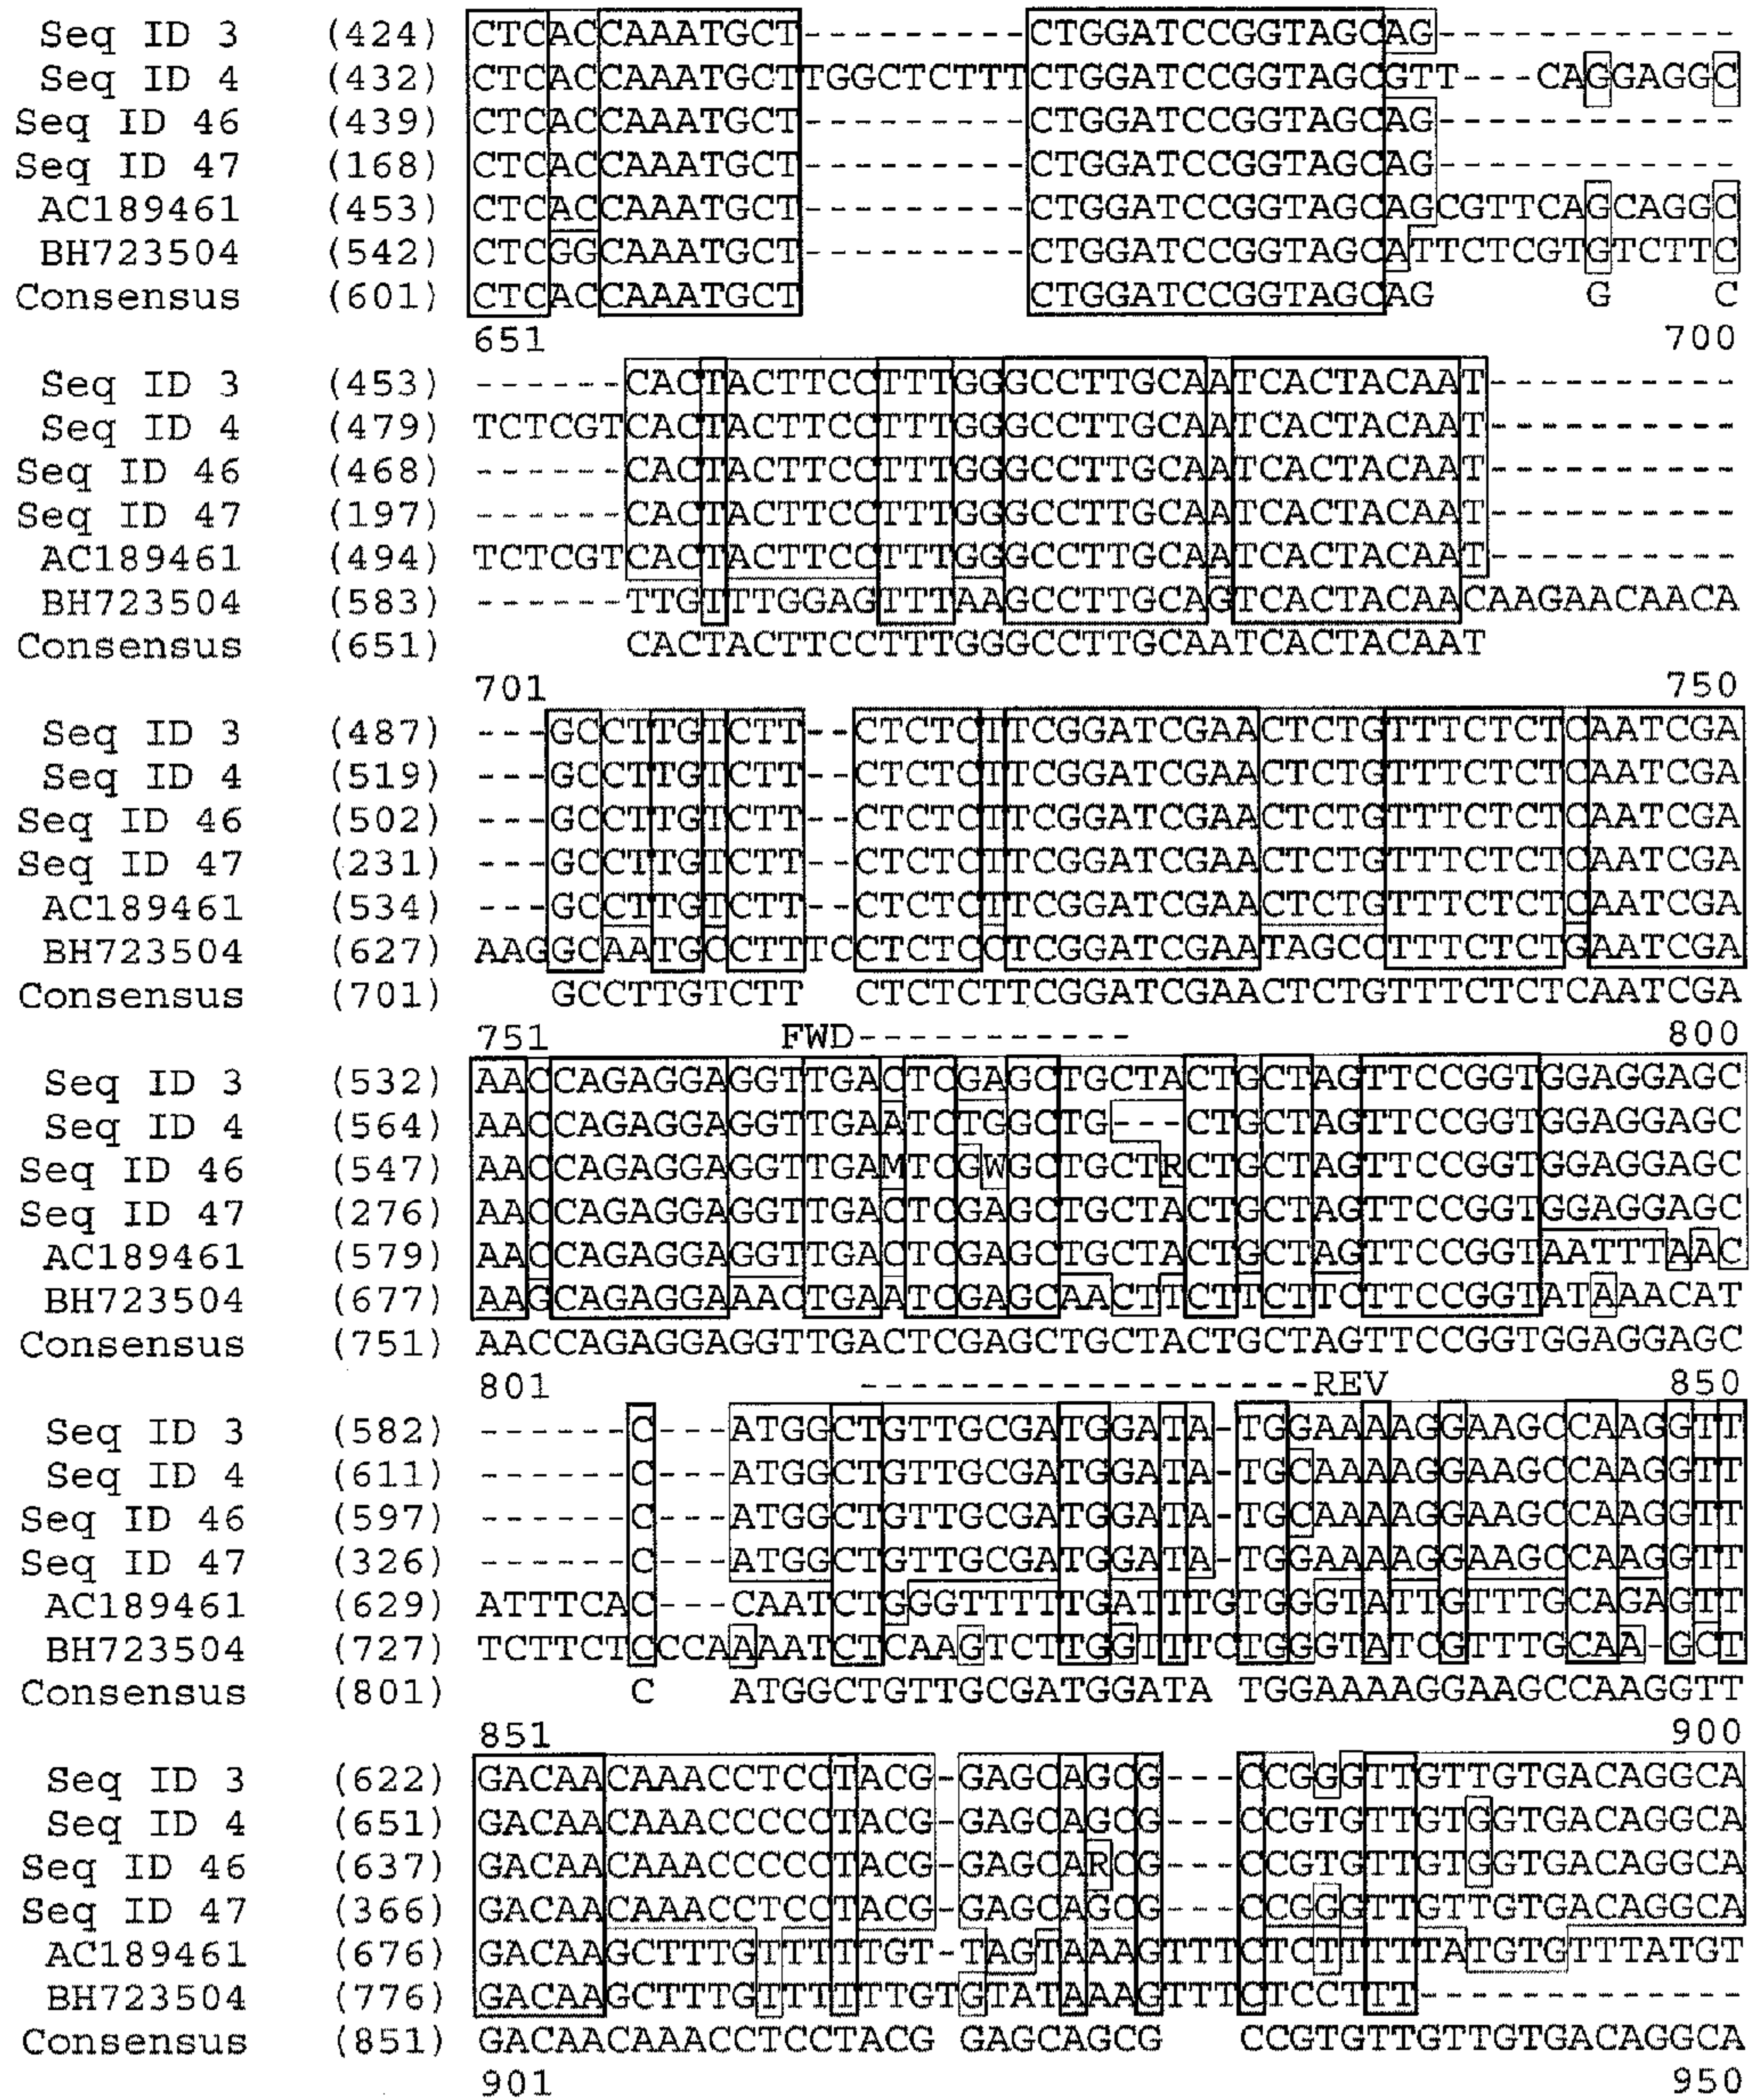 Seq ID 3 (424) CTCACCAAATGCT---------CTGGATCCGGTAGCAG------------
Seq ID 4 (432) CTCACCAAATGCTTGGCTCTTTCTGGATCCGGTAGCGTT---CAGGAGGC
Seq ID 46 (439) CTCACCAAATGCT---------CTGGATCCGGTAGCAG------------
Seq ID 47 (168) CTCACCAAATGCT---------CTGGATCCGGTAGCAG------------
AC189461 (453) CTCACCAAATGCT---------CTGGATCCGGTAGCAGCGTTCAGCAGGC
BH723504 (542) CTCGGCAAATGCT---------CTGGATCCGGTAGCATTCTCGTGTCTTC
Consensus (601) CTCACCAAATGCT CTGGATCCGGTAGCAG G C
651 700
Seq ID 3 (453) ------CACTACTTCCTTTGGGCCTTGCAATCACTACAAT----------
Seq ID 4 (479) TCTCGTCACTACTTCCTTTGGGCCTTGCAATCACTACAAT----------
Seq ID 46 (468) ------CACTACTTCCTTTGGGCCTTGCAATCACTACAAT----------
Seq ID 47 (197) ------CACTACTTCCTTTGGGCCTTGCAATCACTACAAT----------
AC189461 (494) TCTCGTCACTACTTCCTTTGGGCCTTGCAATCACTACAAT----------
BH723504 (583) ------TTGTTTGGAGTTTAAGCCTTGCAGTCACTACAACAAGAACAACA
Consensus (651) CACTACTTCCTTTGGGCCTTGCAATCACTACAAT
701 750
Seq ID 3 (487) ---GCCTTGTCTT--CTCTCTTCGGATCGAACTCTGTTTCTCTCAATCGA
Seq ID 4 (519) ---GCCTTGTCTT--CTCTCTTCGGATCGAACTCTGTTTCTCTCAATCGA
Seq ID 46 (502) ---GCCTTGTCTT--CTCTCTTCGGATCGAACTCTGTTTCTCTCAATCGA
Seq ID 47 (231) ---GCCTTGTCTT--CTCTCTTCGGATCGAACTCTGTTTCTCTCAATCGA
AC189461 (534) ---GCCTTGTCTT--CTCTCTTCGGATCGAACTCTGTTTCTCTCAATCGA
BH723504 (627) AAGGCAATGCCTTTCCTCTCCTCGGATCGAATAGCCTTTCTCTGAATCGA
Consensus (701) GCCTTGTCTT CTCTCTTCGGATCGAACTCTGTTTCTCTCAATCGA
751 FWD----------- 800
Seq ID 3 (532) AACCAGAGGAGGTTGACTCGAGCTGCTACTGCTAGTTCCGGTGGAGGAGC
Seq ID 4 (564) AACCAGAGGAGGTTGAATCTGGCTG---CTGCTAGTTCCGGTGGAGGAGC
Seq ID 46 (547) AACCAGAGGAGGTTGAMTCGWGCTGCTRCTGCTAGTTCCGGTGGAGGAGC
Seq ID 47 (276) AACCAGAGGAGGTTGACTCGAGCTGCTACTGCTAGTTCCGGTGGAGGAGC
AC189461 (579) AACCAGAGGAGGTTGACTCGAGCTGCTACTGCTAGTTCCGGTAATTTAAC
BH723504 (677) AAGCAGAGGAAACTGAATCGAGCAACTTCTTCTTCTTCCGGTATAAACAT
Consensus (751) AACCAGAGGAGGTTGACTCGAGCTGCTACTGCTAGTTCCGGTGGAGGAGC
801 ------------------REV 850
Seq ID 3 (582) ------C---ATGGCTGTTGCGATGGATA-TGGAAAAGGAAGCCAAGGTT
Seq ID 4 (611) ------C---ATGGCTGTTGCGATGGATA-TGCAAAAGGAAGCCAAGGTT
Seq ID 46 (597) ------C---ATGGCTGTTGCGATGGATA-TGCAAAAGGAAGCCAAGGTT
Seq ID 47 (326) ------C---ATGGCTGTTGCGATGGATA-TGGAAAAGGAAGCCAAGGTT
AC189461 (629) ATTTCAC---CAATCTGGGTTTTTGATTTGTGGGTATTGTTTGCAGAGTT
BH723504 (727) TCTTCTCCCAAAATCTCAAGTCTTGGTTTCTGGGTATCGTTTGCAA-GCT
Consensus (801) C ATGGCTGTTGCGATGGATA TGGAAAAGGAAGCCAAGGTT
851 900
Seq ID 3 (622) GACAACAAACCTCCTACG-GAGCAGCG---CCGGGTTGTTGTGACAGGCA
Seq ID 4 (651) GACAACAAACCCCCTACG-GAGCAGCG---CCGTGTTGTGGTGACAGGCA
Seq ID 46 (637) GACAACAAACCCCCTACG-GAGCARCG---CCGTGTTGTGGTGACAGGCA
Seq ID 47 (366) GACAACAAACCTCCTACG-GAGCAGCG---CCGGGTTGTTGTGACAGGCA
AC189461 (676) GACAAGCTTTGTTTTTGT-TAGTAAAGTTTCTCTTTTTATGTGTTTATGT
BH723504 (776) GACAAGCTTTGTTTTTTGTGTATAAAGTTTCTCCTTT-------------
Consensus (851) GACAACAAACCTCCTACG GAGCAGCG CCGTGTTGTTGTGACAGGCA
901 950